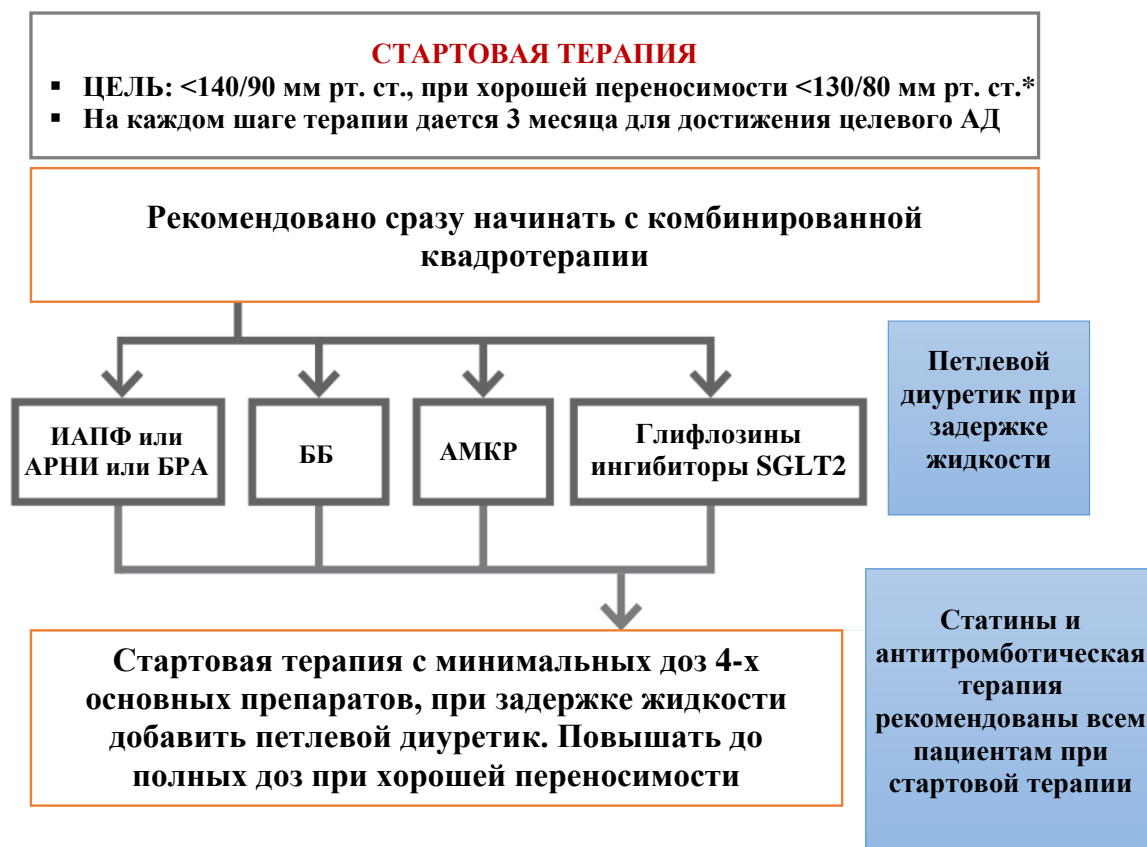 СТАРТОВАЯ ТЕРАПИЯ
▪ ЦЕЛЬ: <140/90 мм рт. ст., при хорошей переносимости <130/80 мм рт. ст.*
▪ На каждом шаге терапии дается 3 месяца для достижения целевого АД
Рекомендовано сразу начинать с комбинированной
квадротерапии
Петлевой
диуретик при
задержке
жидкости
ИАПФ или
АРНИ или БРА
ББ
АМКР
Глифлозины
ингибиторы SGLT2
Стартовая терапия с минимальных доз 4-х
основных препаратов, при задержке жидкости
добавить петлевой диуретик. Повышать до
полных доз при хорошей переносимости
Статины и
антитромботическая
терапия
рекомендованы всем
пациентам при
стартовой терапии